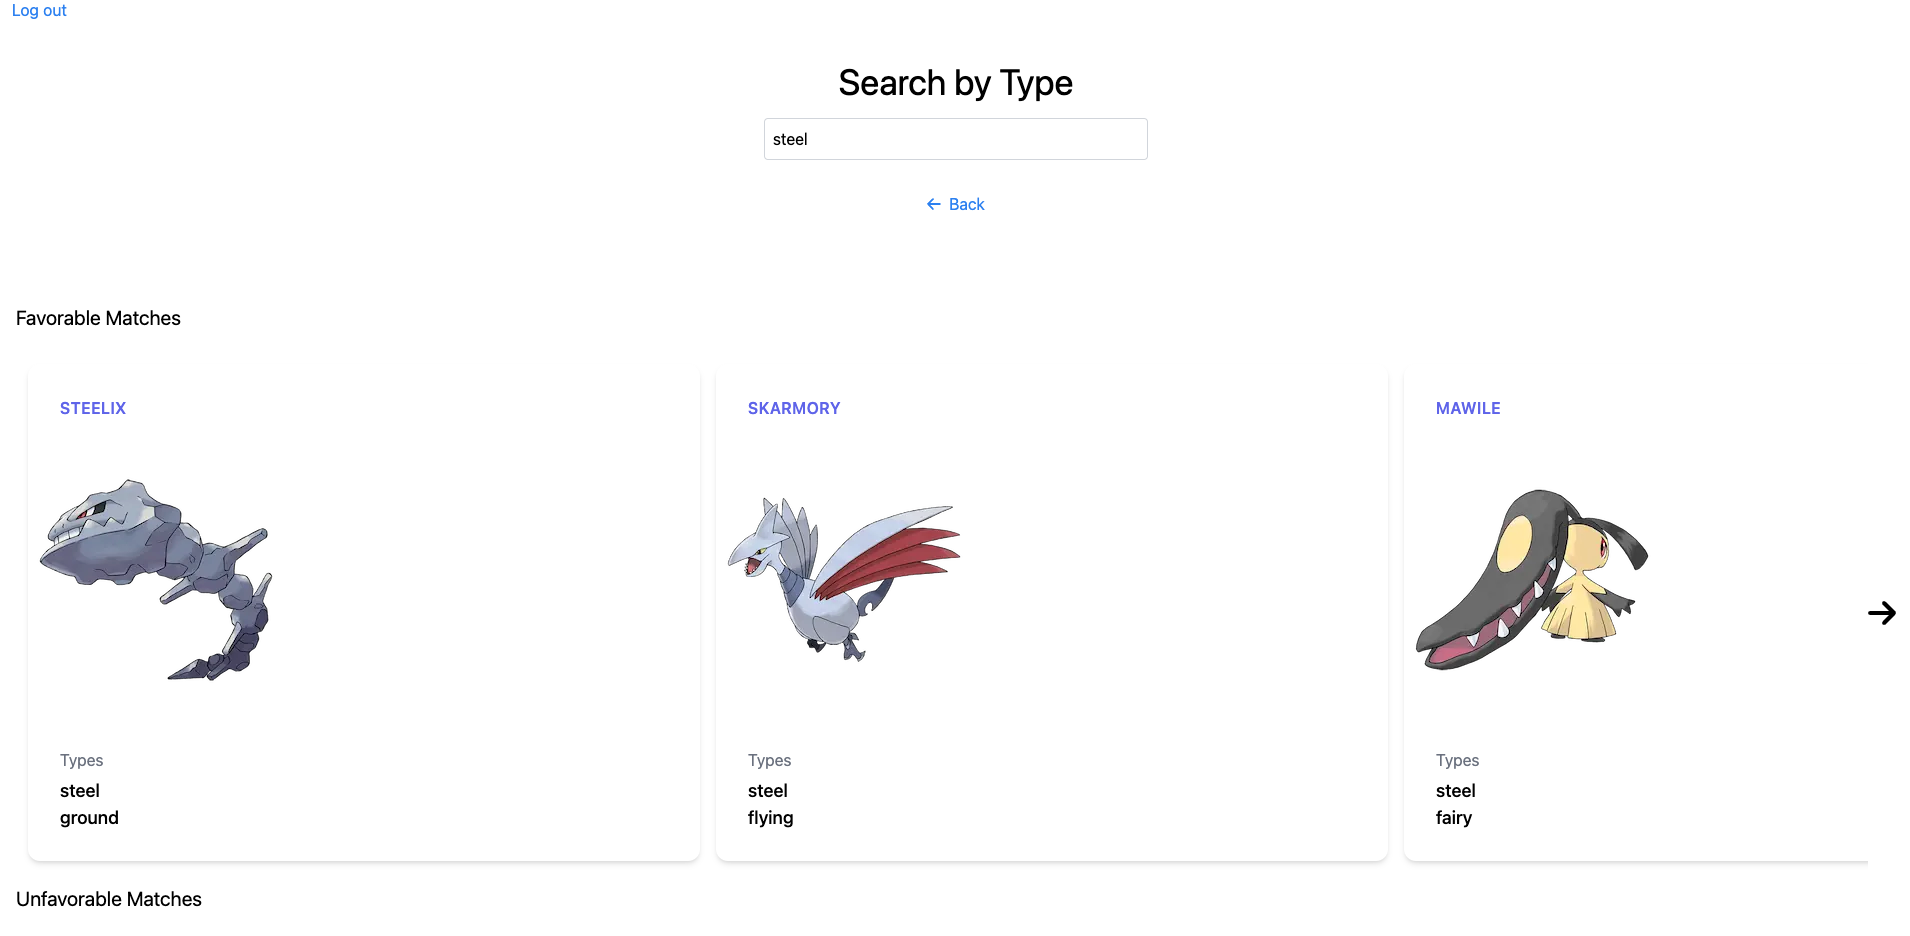 Log out
Search by Type
steel
Back
Favorable Matches
STEELIX
Types
steel
ground
SKARMORY
Types
steel
flying
MAWILE
Types
steel
fairy
Unfavorable Matches